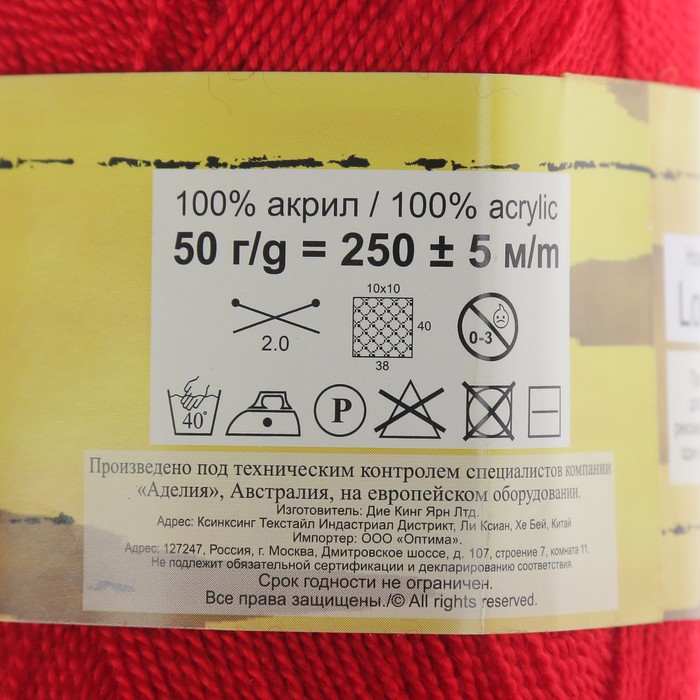 100% акрил / 100% acrylic
50 г/g = 250 ± 5 м/m
10x10
40
38
2.0
0-3
40°
P
Произведено под техническим контролем специалистов компании
«Аделия», Австралия, на европейском оборудовании.
Изготовитель: Дие Кинг Ярн Лтд.
Адрес: Ксинксинг Текстайл Индастриал Дистрикт, Ли Ксиан, Хе Бей, Китай
Импортер: ООО «Оптима».
Адрес: 127247, Россия, г. Москва, Дмитровское шоссе, д. 107, строение 7, комната 11.
Не подлежит обязательной сертификации и декларированию соответствия.
Срок годности не ограничен.
Все права защищены./© All rights reserved.